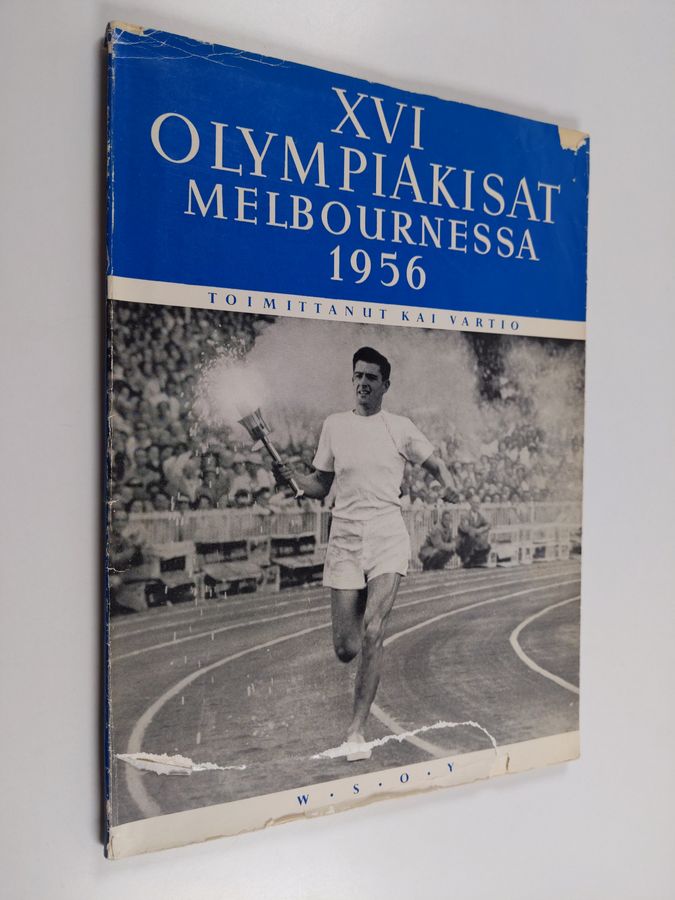 XVI
OLYMPIAKISAT
MELBOURNESSA
1956
TOIMITTANUT KAI VARTIO
W · S · O · Y